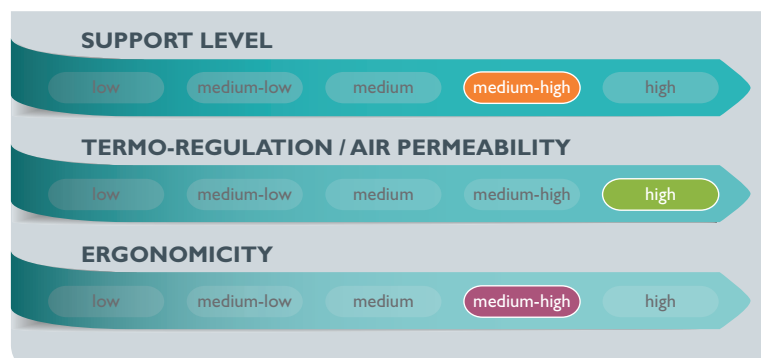 SUPPORT LEVEL
low medium-low medium medium-high high
TERMO-REGULATION / AIR PERMEABILITY
low medium-low medium medium-high high
ERGONOMICITY
low medium-low medium medium-high high